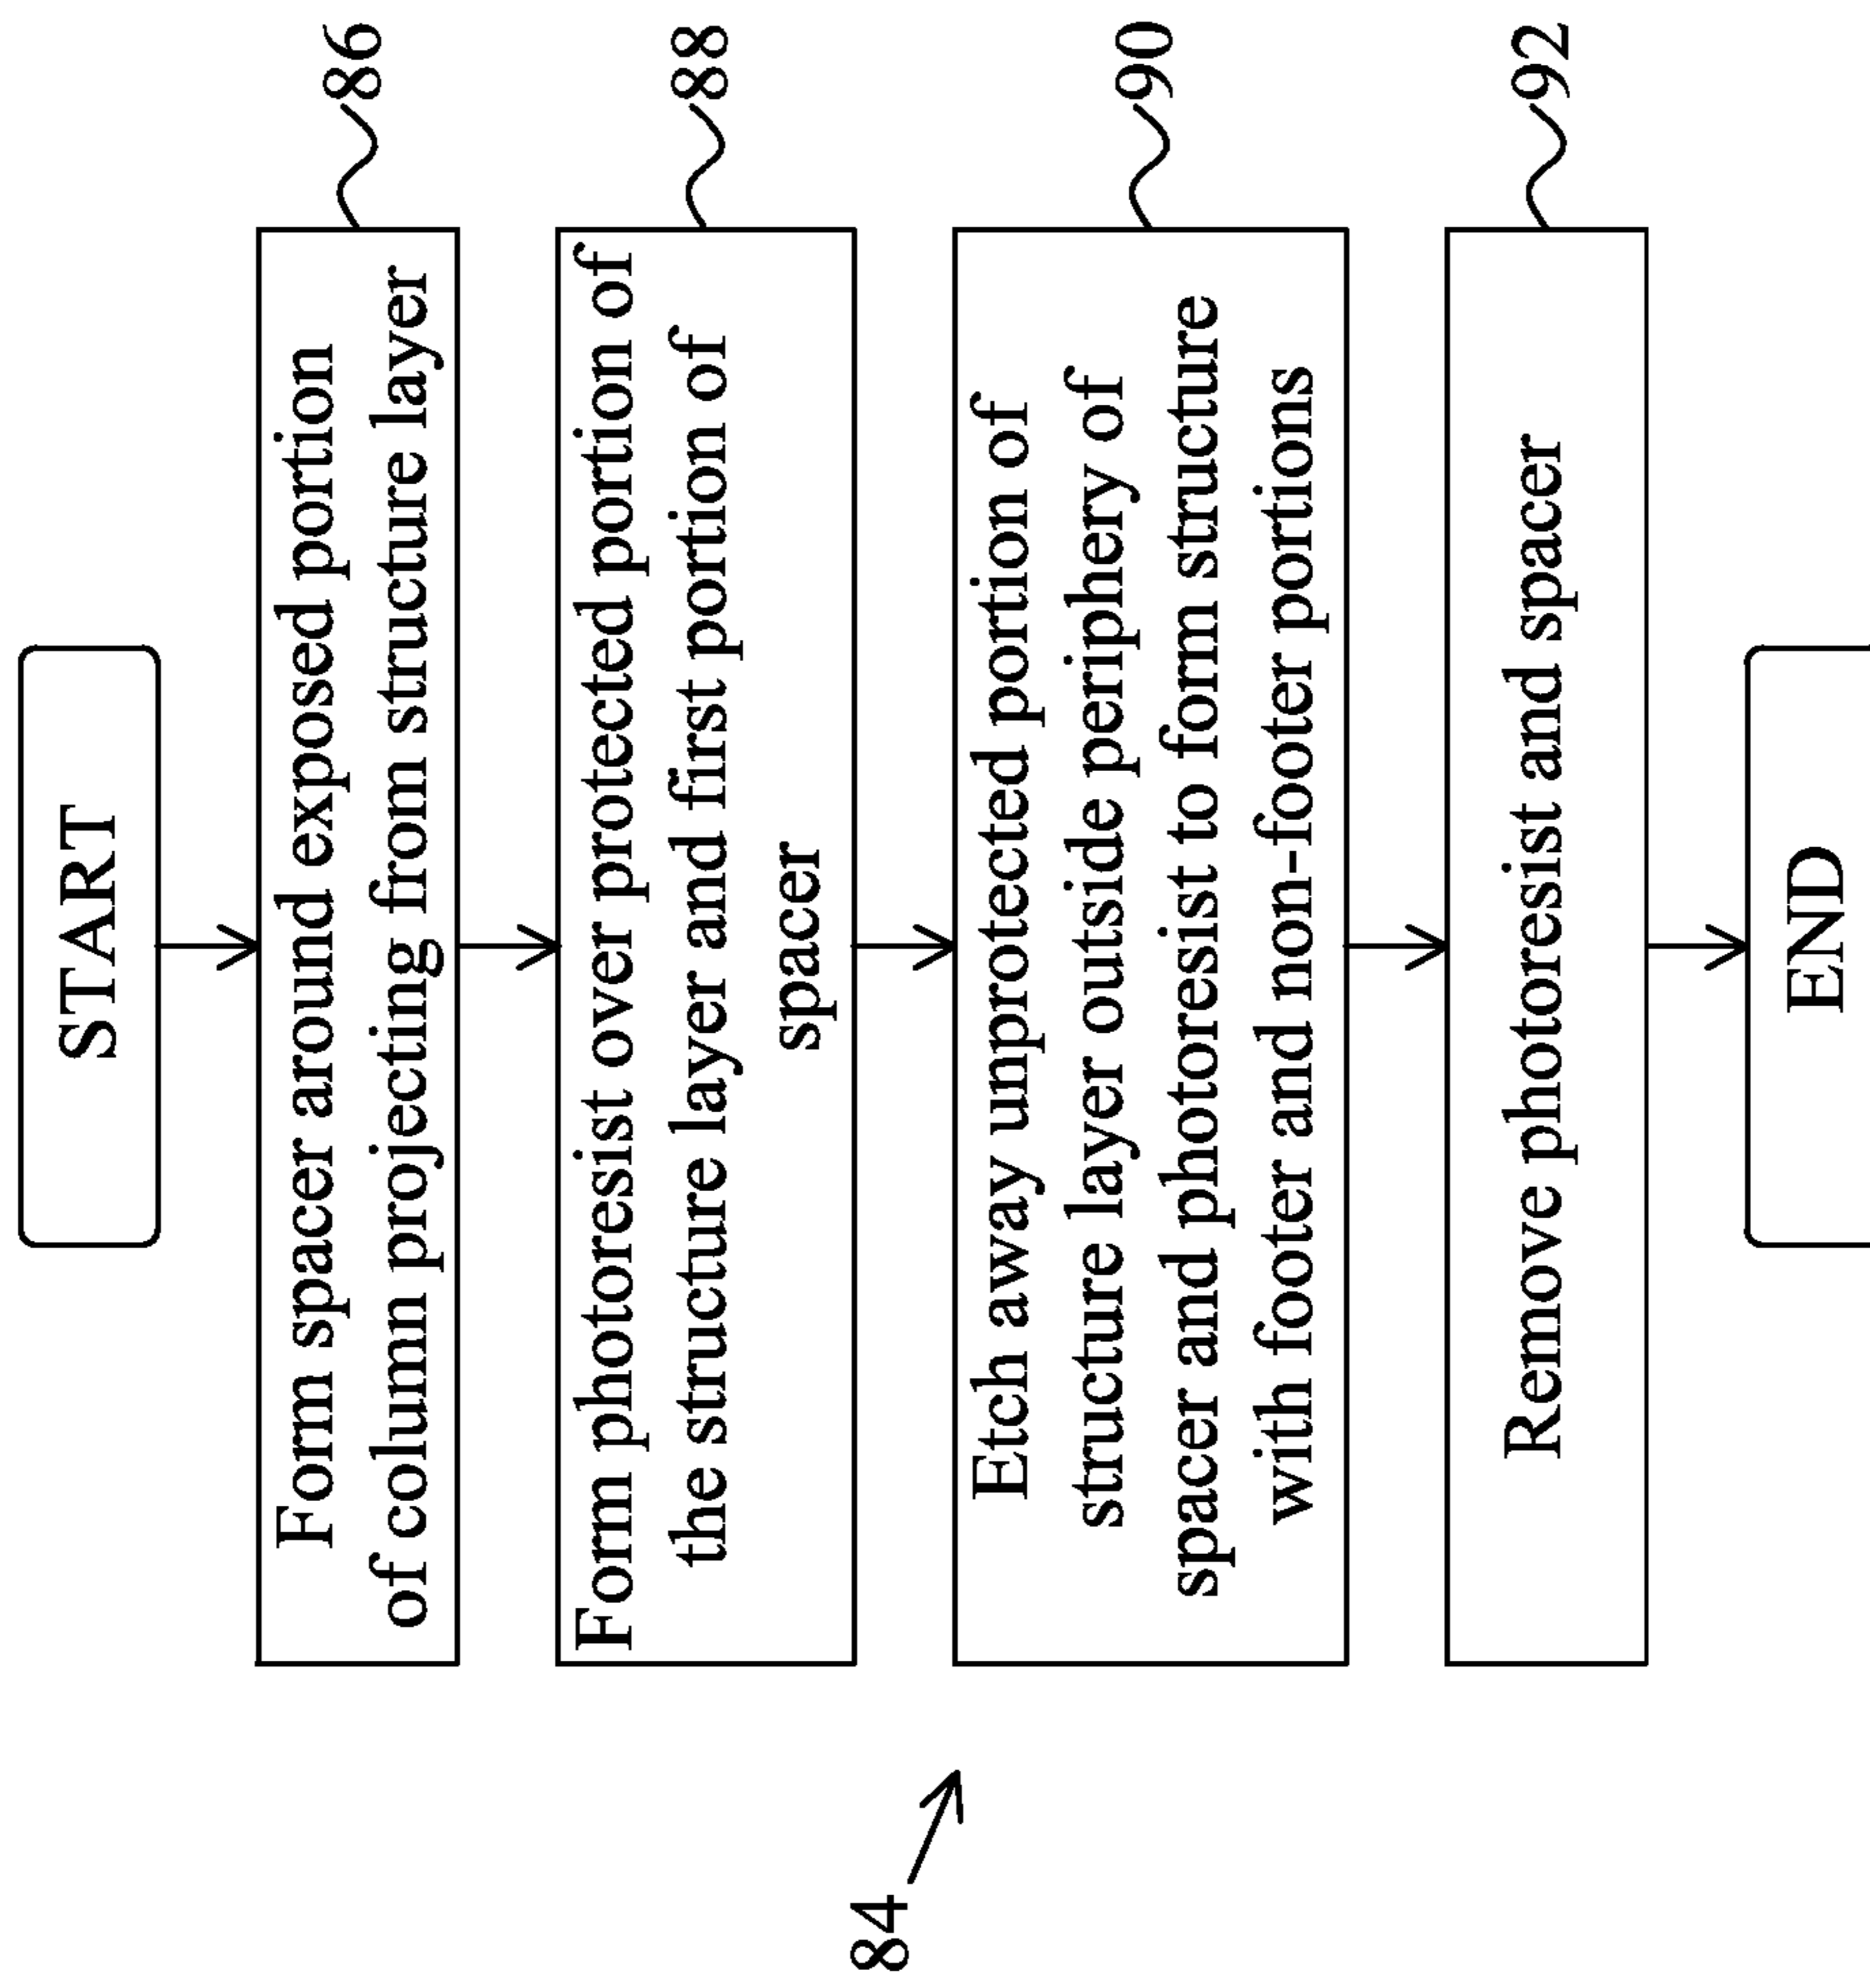 START
Form spacer around exposed portion
of column projecting from structure layer
86
Form photoresist over protected portion of
the structure layer and first portion of
spacer
88
84
Etch away unprotected portion of
structure layer outside periphery of
spacer and photoresist to form structure
with footer and non-footer portions
90
Remove photoresist and spacer
92
END